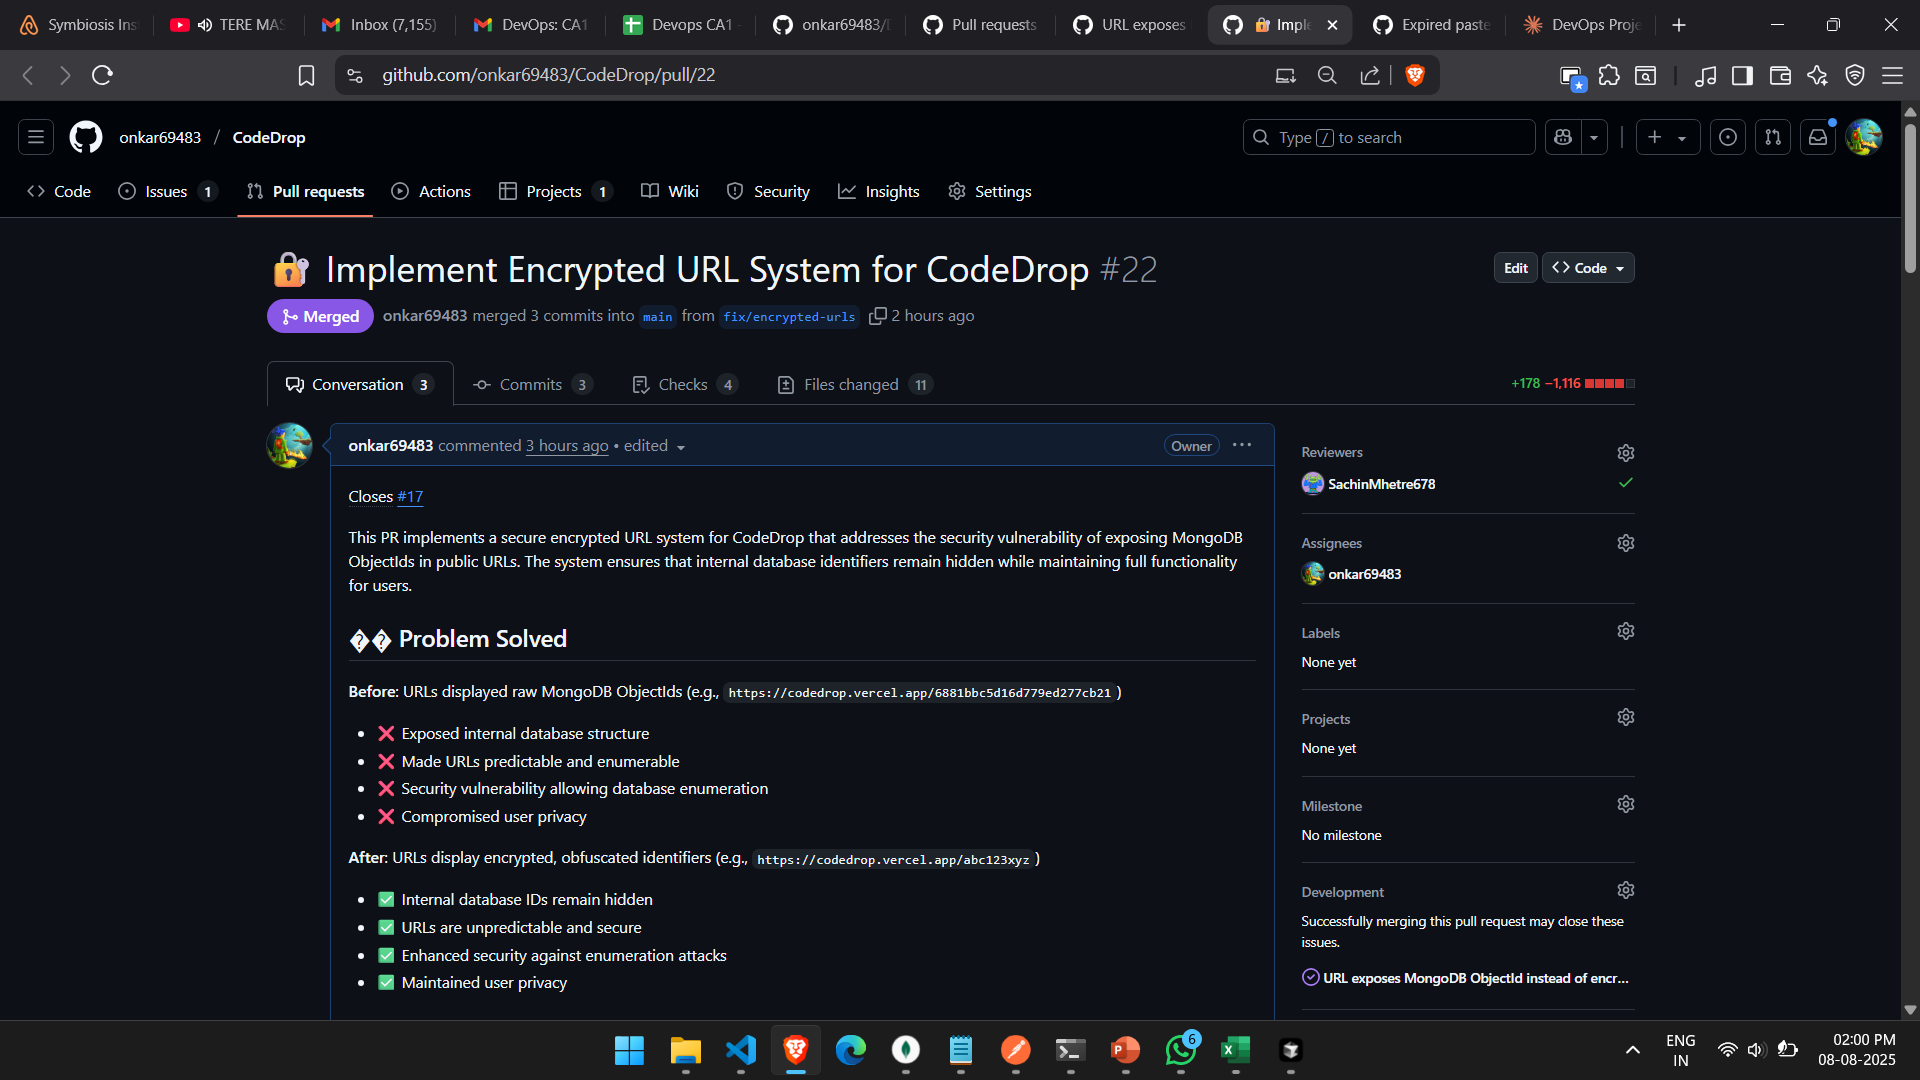 Symbiosis Ins
TERE MAS
Inbox (7,155)
DevOps: CA1
Devops CA1 -
onkar69483/D
Pull requests
URL exposes
Imple
Expired paste
DevOps Proje
github.com/onkar69483/CodeDrop/pull/22
onkar69483 / CodeDrop
Type / to search
Code
Issues 1
Pull requests
Actions
Projects 1
Wiki
Security
Insights
Settings
🔐 Implement Encrypted URL System for CodeDrop #22
Edit
<> Code
Merged
onkar69483 merged 3 commits into main from fix/encrypted-urls 2 hours ago
Conversation 3
Commits 3
Checks 4
Files changed 11
+178 −1,116
onkar69483 commented 3 hours ago • edited
Owner
Closes #17
This PR implements a secure encrypted URL system for CodeDrop that addresses the security vulnerability of exposing MongoDB
ObjectIds in public URLs. The system ensures that internal database identifiers remain hidden while maintaining full functionality
for users.
�� Problem Solved
Before: URLs displayed raw MongoDB ObjectIds (e.g., https://codedrop.vercel.app/6881bbc5d16d779ed277cb21)
• ❌ Exposed internal database structure
• ❌ Made URLs predictable and enumerable
• ❌ Security vulnerability allowing database enumeration
• ❌ Compromised user privacy
After: URLs display encrypted, obfuscated identifiers (e.g., https://codedrop.vercel.app/abc123xyz)
• ✅ Internal database IDs remain hidden
• ✅ URLs are unpredictable and secure
• ✅ Enhanced security against enumeration attacks
• ✅ Maintained user privacy
Reviewers
SachinMhetre678
Assignees
onkar69483
Labels
None yet
Projects
None yet
Milestone
No milestone
Development
Successfully merging this pull request may close these
issues.
URL exposes MongoDB ObjectId instead of encr...
6
ENG
IN
02:00 PM
08-08-2025